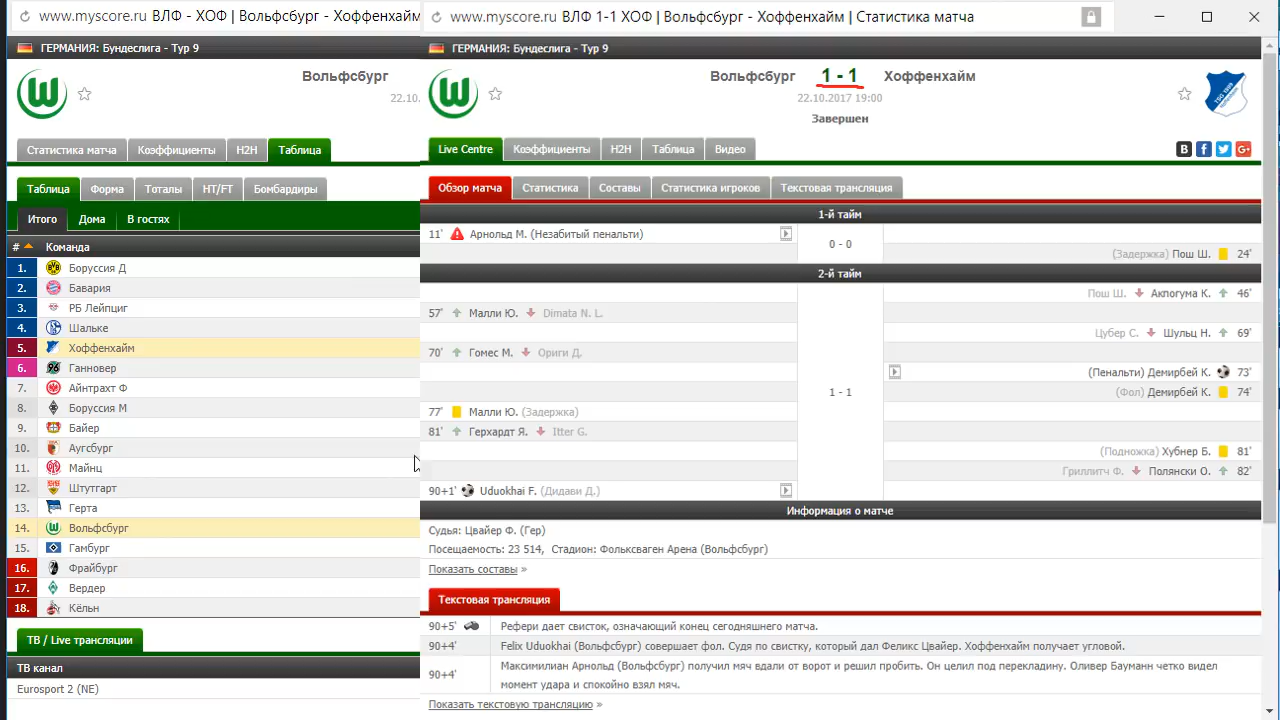 www.myscore.ru ВЛФ - ХОФ | Вольфсбург - Хоффенхайм
ГЕРМАНИЯ: Бундеслига - Тур 9
Вольфсбург
22.10.
Статистика матча
Коэффициенты
H2H
Таблица
Таблица
Форма
Тоталы
HT/FT
Бомбардиры
Итого
Дома
В гостях
# Команда
1. Боруссия Д
2. Бавария
3. РБ Лейпциг
4. Шальке
5. Хоффенхайм
6. Ганновер
7. Айнтрахт Ф
8. Боруссия М
9. Байер
10. Аугсбург
11. Майнц
12. Штутгарт
13. Герта
14. Вольфсбург
15. Гамбург
16. Фрайбург
17. Вердер
18. Кёльн
ТВ / Live трансляции
ТВ канал
Eurosport 2 (NE)
www.myscore.ru ВЛФ 1-1 ХОФ | Вольфсбург - Хоффенхайм | Статистика матча
ГЕРМАНИЯ: Бундеслига - Тур 9
Вольфсбург 1 - 1 Хоффенхайм
22.10.2017 19:00
Завершен
Live Centre
Коэффициенты
H2H
Таблица
Видео
Обзор матча
Статистика
Составы
Статистика игроков
Текстовая трансляция
1-й тайм
11' Арнольд М. (Незабитый пенальти)
0 - 0
(Задержка) Пош Ш. 24'
2-й тайм
Пош Ш. Акпогума К. 46'
57' Малли Ю. Dimata N. L.
Цубер С. Шульц Н. 69'
70' Гомес М. Ориги Д.
(Пенальти) Демирбей К. 73'
1 - 1
(Фол) Демирбей К. 74'
77' Малли Ю. (Задержка)
81' Герхардт Я. Itter G.
(Подножка) Хубнер Б. 81'
Гриллитч Ф. Полянски О. 82'
90+1' Uduokhai F. (Дидави Д.)
Информация о матче
Судья: Цвайер Ф. (Гер)
Посещаемость: 23 514, Стадион: Фольксваген Арена (Вольфсбург)
Показать составы »
Текстовая трансляция
90+5' Рефери дает свисток, означающий конец сегодняшнего матча.
90+4' Felix Uduokhai (Вольфсбург) совершает фол. Судя по свистку, который дал Феликс Цвайер. Хоффенхайм получает угловой.
90+4' Максимилиан Арнольд (Вольфсбург) получил мяч вдали от ворот и решил пробить. Он целил под перекладину. Оливер Бауманн четко видел
момент удара и спокойно взял мяч.
Показать текстовую трансляцию »